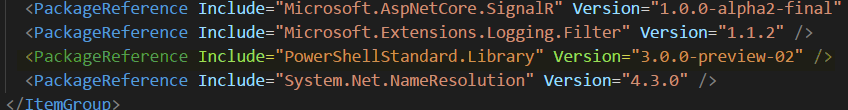 <PackageReference Include="Microsoft.AspNetCore.SignalR" Version="1.0.0-alpha2-final"
<PackageReference Include="Microsoft.Extensions.Logging.Filter" Version="1.1.2" />
<PackageReference Include="PowerShellStandard.Library" Version="3.0.0-preview-02" />
<PackageReference Include="System.Net.NameResolution" Version="4.3.0" />
</ItemGroup>